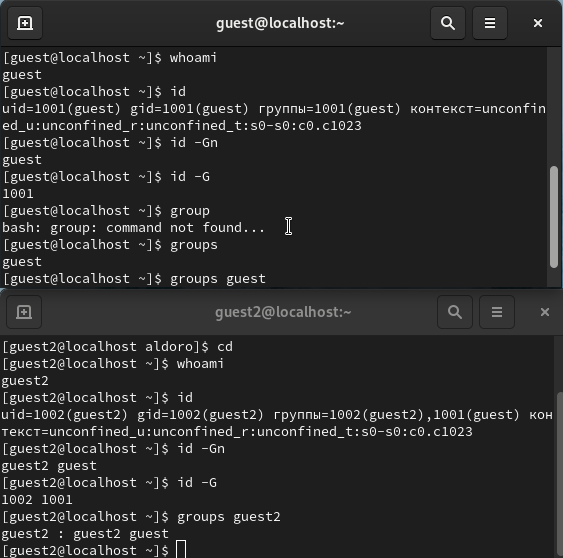 guest@localhost:~
[guest@localhost ~]$ whoami
guest
[guest@localhost ~]$ id
uid=1001(guest) gid=1001(guest) группы=1001(guest) контекст=unconfin
ed_u:unconfined_r:unconfined_t:s0-s0:c0.c1023
[guest@localhost ~]$ id -Gn
guest
[guest@localhost ~]$ id -G
1001
[guest@localhost ~]$ group
bash: group: command not found...
[guest@localhost ~]$ groups
guest
[guest@localhost ~]$ groups guest
guest2@localhost:~
[guest2@localhost aldoro]$ cd
[guest2@localhost ~]$ whoami
guest2
[guest2@localhost ~]$ id
uid=1002(guest2) gid=1002(guest2) группы=1002(guest2),1001(guest) кон
текст=unconfined_u:unconfined_r:unconfined_t:s0-s0:c0.c1023
[guest2@localhost ~]$ id -Gn
guest2 guest
[guest2@localhost ~]$ id -G
1002 1001
[guest2@localhost ~]$ groups guest2
guest2 : guest2 guest
[guest2@localhost ~]$